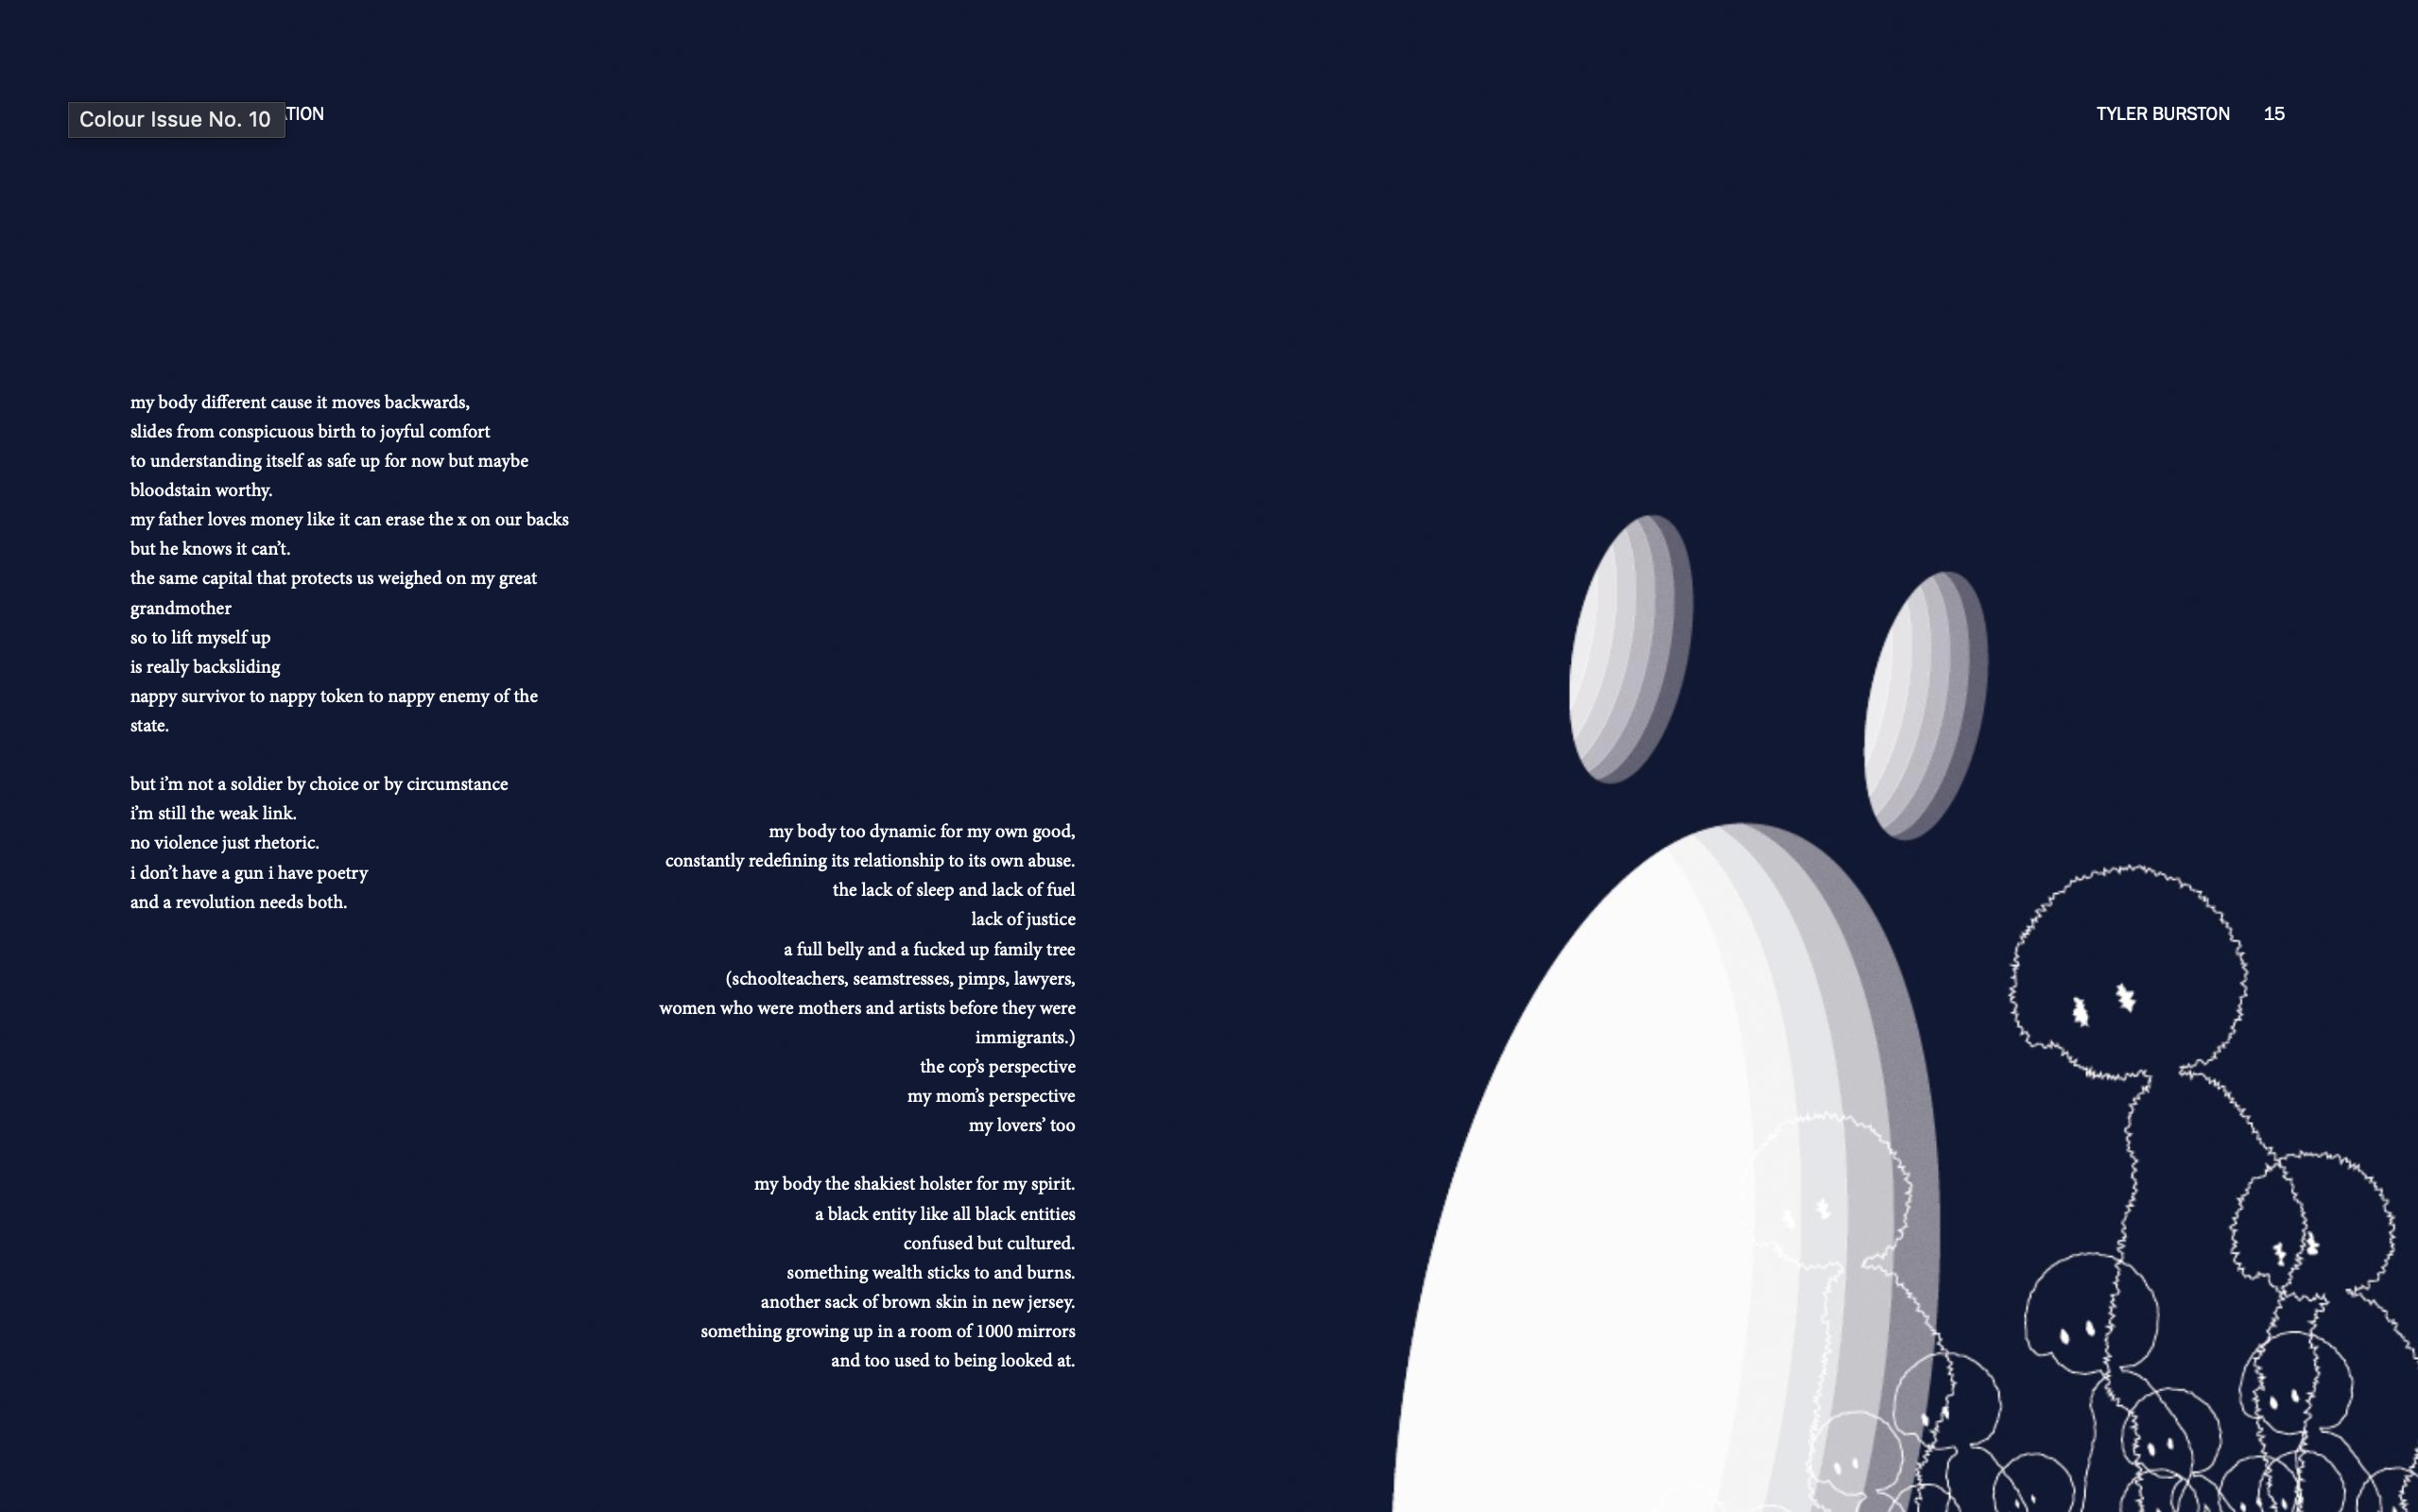 Colour Issue No. 10
TYLER BURSTON 15
my body different cause it moves backwards,
slides from conspicuous birth to joyful comfort
to understanding itself as safe up for now but maybe
bloodstain worthy.
my father loves money like it can erase the x on our backs
but he knows it can’t.
the same capital that protects us weighed on my great
grandmother
so to lift myself up
is really backsliding
nappy survivor to nappy token to nappy enemy of the
state.
but i’m not a soldier by choice or by circumstance
i’m still the weak link.
no violence just rhetoric.
i don’t have a gun i have poetry
and a revolution needs both.
my body too dynamic for my own good,
constantly redefining its relationship to its own abuse.
the lack of sleep and lack of fuel
lack of justice
a full belly and a fucked up family tree
(schoolteachers, seamstresses, pimps, lawyers,
women who were mothers and artists before they were
immigrants.)
the cop’s perspective
my mom’s perspective
my lovers’ too
my body the shakiest holster for my spirit.
a black entity like all black entities
confused but cultured.
something wealth sticks to and burns.
another sack of brown skin in new jersey.
something growing up in a room of 1000 mirrors
and too used to being looked at.